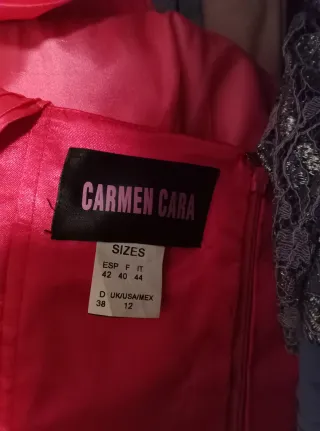 CARMEN CARA
SIZES
ESP F IT
42 40 44
D UK/USA/MEX
38 12